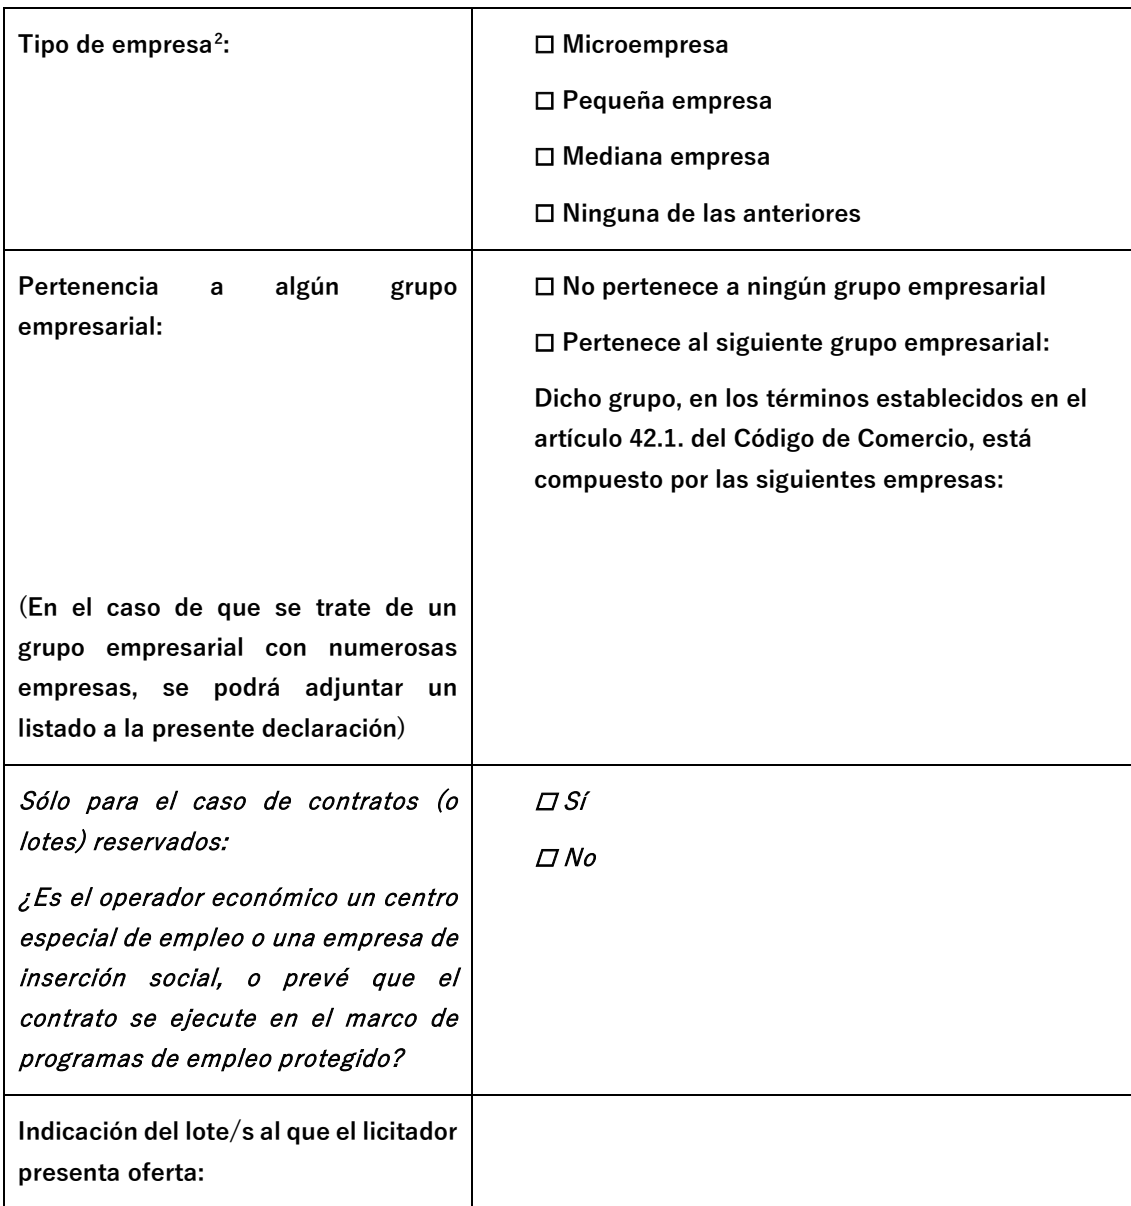 Tipo de empresa²:
☐ Microempresa
☐ Pequeña empresa
☐ Mediana empresa
☐ Ninguna de las anteriores
Pertenencia a algún grupo
empresarial:
(En el caso de que se trate de un
grupo empresarial con numerosas
empresas, se podrá adjuntar un
listado a la presente declaración)
☐ No pertenece a ningún grupo empresarial
☐ Pertenece al siguiente grupo empresarial:
Dicho grupo, en los términos establecidos en el
artículo 42.1. del Código de Comercio, está
compuesto por las siguientes empresas:
Sólo para el caso de contratos (o
lotes) reservados:
¿Es el operador económico un centro
especial de empleo o una empresa de
inserción social, o prevé que el
contrato se ejecute en el marco de
programas de empleo protegido?
☐ Sí
☐ No
Indicación del lote/s al que el licitador
presenta oferta: